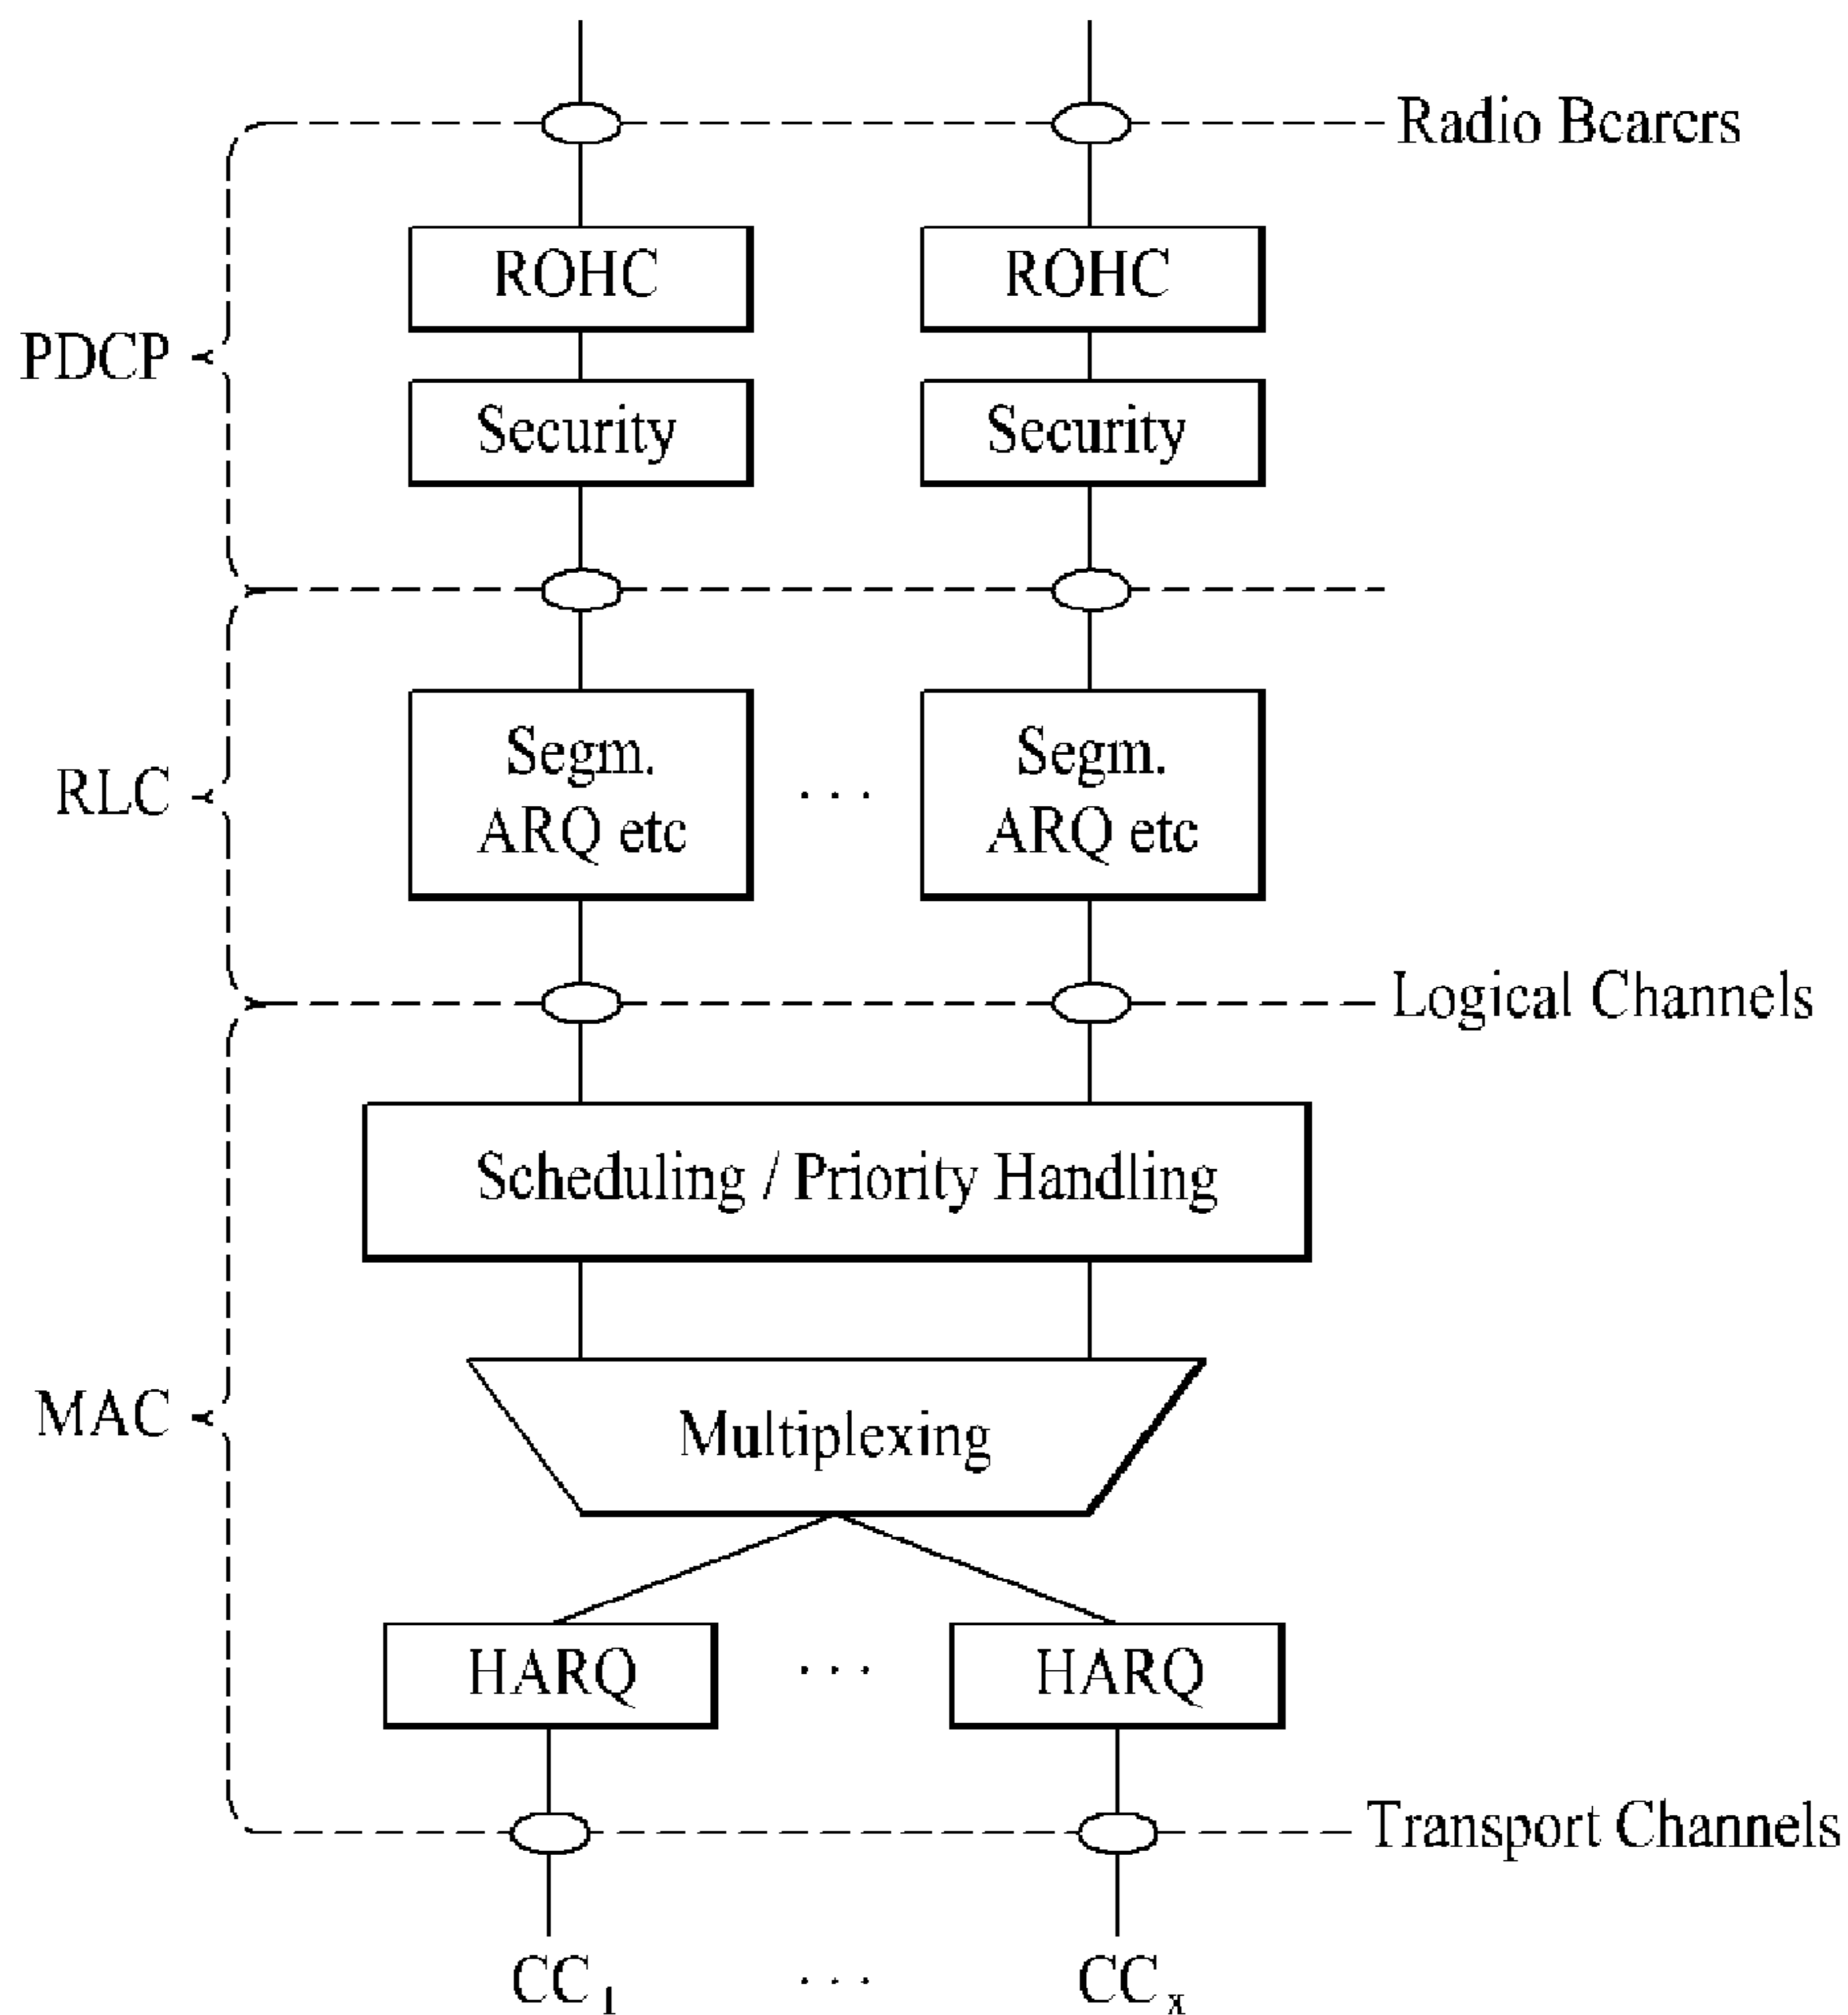 Radio Bearers
ROHC ROHC
PDCP
Security Security
Segm. Segm.
RLC
ARQ etc ... ARQ etc
Logical Channels
Scheduling / Priority Handling
MAC
Multiplexing
HARQ ... HARQ
Transport Channels
CC1 ... CCx